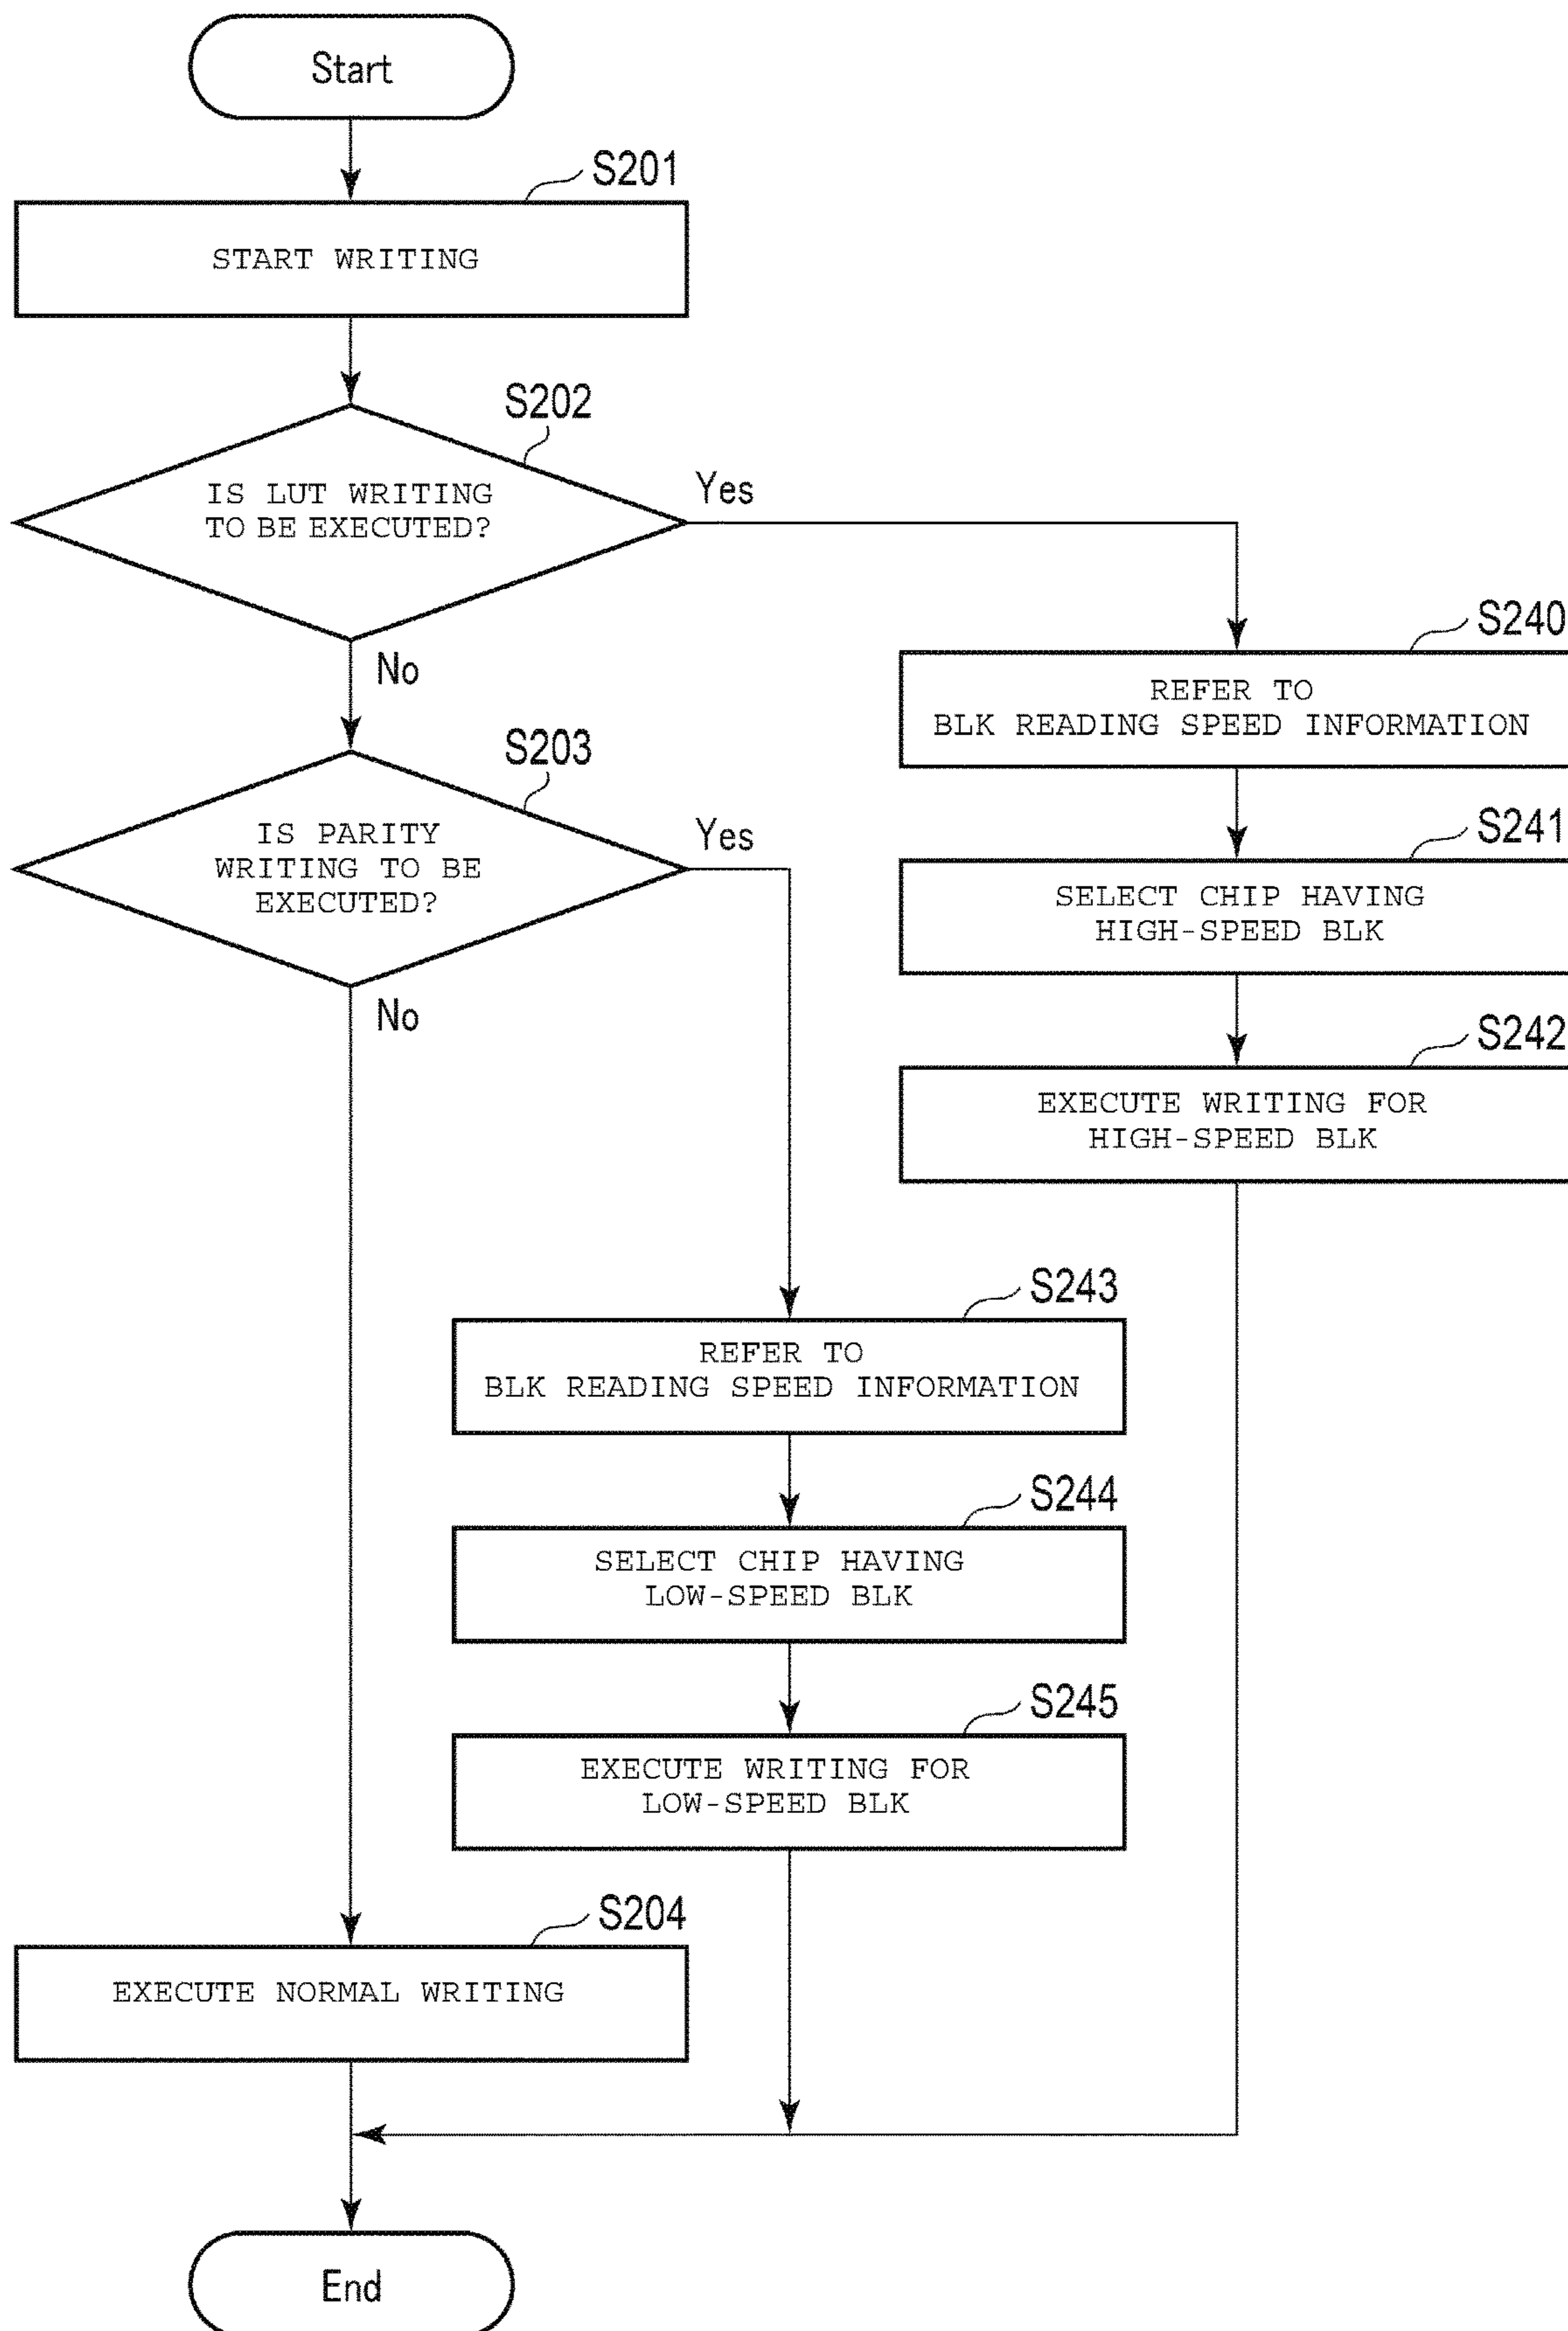 Start
S201
START WRITING
S202
IS LUT WRITING
TO BE EXECUTED?
Yes
No
S240
REFER TO
BLK READING SPEED INFORMATION
S203
IS PARITY
WRITING TO BE
EXECUTED?
Yes
No
S241
SELECT CHIP HAVING
HIGH-SPEED BLK
S242
EXECUTE WRITING FOR
HIGH-SPEED BLK
S243
REFER TO
BLK READING SPEED INFORMATION
S244
SELECT CHIP HAVING
LOW-SPEED BLK
S245
EXECUTE WRITING FOR
LOW-SPEED BLK
S204
EXECUTE NORMAL WRITING
End